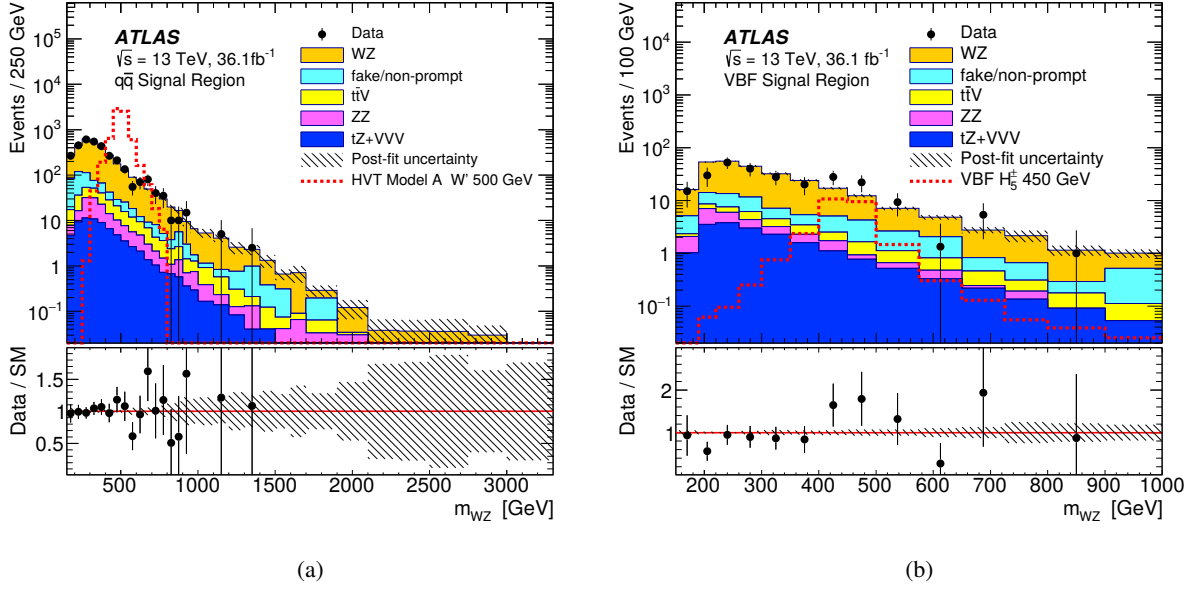 ATLAS
√s = 13 TeV, 36.1fb⁻¹
qq̄ Signal Region
Data
WZ
fake/non-prompt
tt̄V
ZZ
tZ+VVV
Post-fit uncertainty
HVT Model A W' 500 GeV
Events / 250 GeV
10⁵
10⁴
10³
10²
10
1
10⁻¹
Data / SM
1.5
1
0.5
500 1000 1500 2000 2500 3000
m_WZ [GeV]
(a)
ATLAS
√s = 13 TeV, 36.1 fb⁻¹
VBF Signal Region
Data
WZ
fake/non-prompt
tt̄V
ZZ
tZ+VVV
Post-fit uncertainty
VBF H₅± 450 GeV
Events / 100 GeV
10⁴
10³
10²
10
1
10⁻¹
Data / SM
2
1
200 300 400 500 600 700 800 900 1000
m_WZ [GeV]
(b)